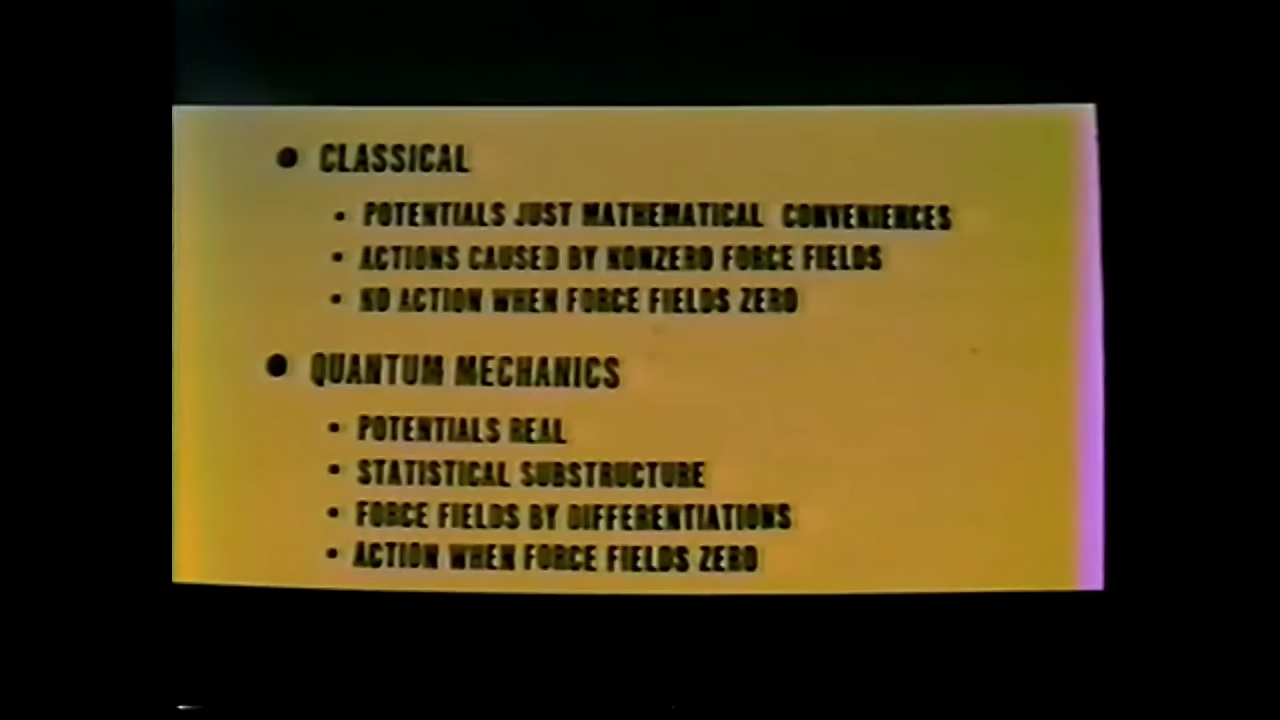 ● CLASSICAL
• POTENTIALS JUST MATHEMATICAL CONVENIENCES
• ACTIONS CAUSED BY NONZERO FORCE FIELDS
• NO ACTION WHEN FORCE FIELDS ZERO
● QUANTUM MECHANICS
• POTENTIALS REAL
• STATISTICAL SUBSTRUCTURE
• FORCE FIELDS BY DIFFERENTIATIONS
• ACTION WHEN FORCE FIELDS ZERO